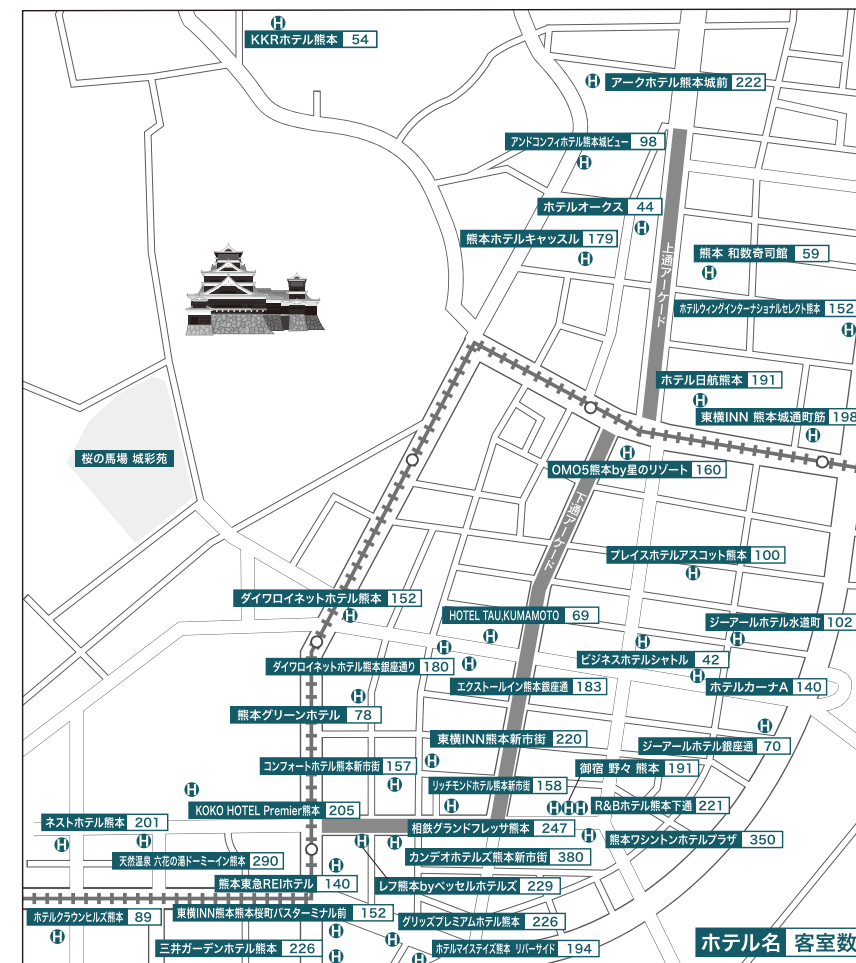 KKRホテル熊本 54
アークホテル熊本城前 222
アンドコンフィホテル熊本城ビュー 98
ホテルオークス 44
熊本ホテルキャッスル 179
上通アーケード
熊本 和数奇司館 59
ホテルウィングインターナショナルセレクト熊本 152
ホテル日航熊本 191
東横INN 熊本城通町筋 198
桜の馬場 城彩苑
OMO5熊本by星のリゾート 160
下通アーケード
プレイスホテルアスコット熊本 100
ダイワロイネットホテル熊本 152
HOTEL TAU,KUMAMOTO 69
ジーアールホテル水道町 102
ダイワロイネットホテル熊本銀座通り 180
ビジネスホテルシャトル 42
エクストールイン熊本銀座通 183
ホテルカーナA 140
熊本グリーンホテル 78
東横INN熊本新市街 220
ジーアールホテル銀座通 70
コンフォートホテル熊本新市街 157
御宿 野々 熊本 191
リッチモンドホテル熊本新市街 158
KOKO HOTEL Premier熊本 205
R&Bホテル熊本下通 221
ネストホテル熊本 201
相鉄グランドフレッサ熊本 247
熊本ワシントンホテルプラザ 350
天然温泉 六花の湯ドーミーイン熊本 290
カンデオホテルズ熊本新市街 380
熊本東急REIホテル 140
レフ熊本byベッセルホテルズ 229
ホテルクラウンヒルズ熊本 89
東横INN熊本熊本桜町バスターミナル前 152
グリッズプレミアムホテル熊本 226
三井ガーデンホテル熊本 226
ホテルマイステイズ熊本 リバーサイド 194
ホテル名 客室数